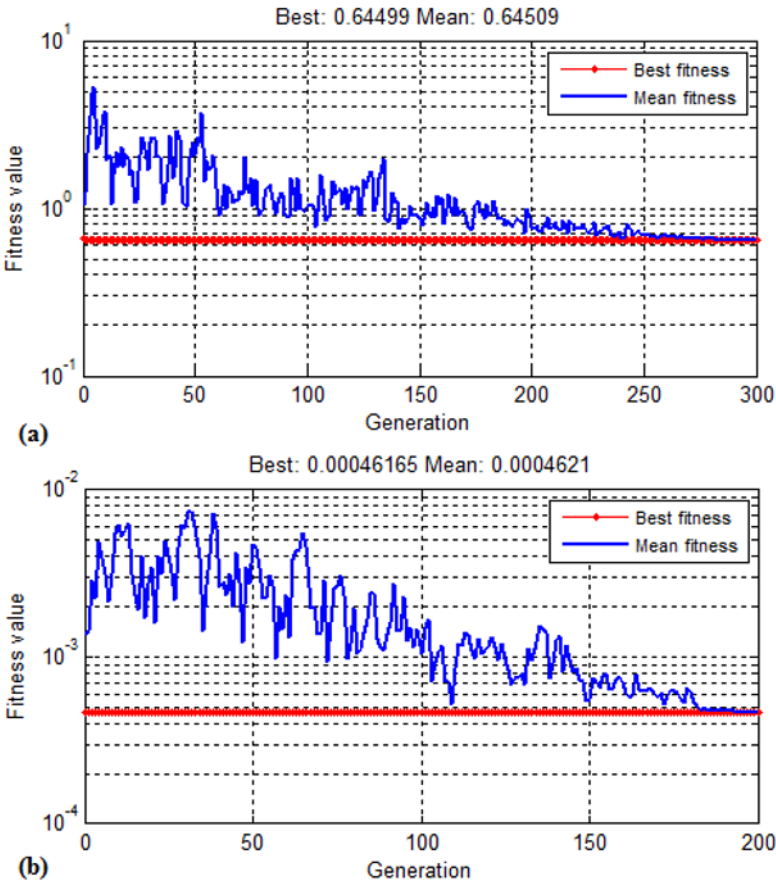 Best: 0.64499 Mean: 0.64509
10^1
Best fitness
Mean fitness
Fitness value
10^0
10^-1
0 50 100 150 200 250 300
Generation
(a)
Best: 0.00046165 Mean: 0.0004621
10^-2
Best fitness
Mean fitness
Fitness value
10^-3
10^-4
0 50 100 150 200
Generation
(b)